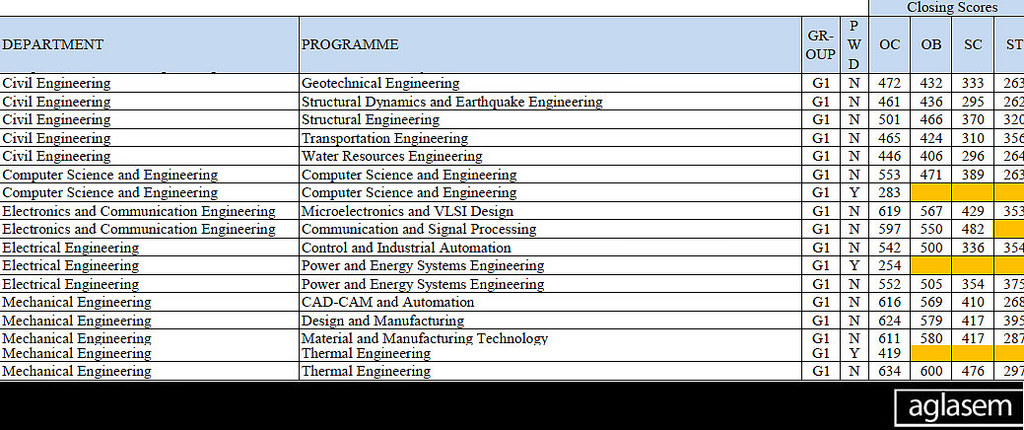 Closing Scores
DEPARTMENT PROGRAMME GR-OUP PWD OC OB SC ST
Civil Engineering Geotechnical Engineering G1 N 472 432 333 263
Civil Engineering Structural Dynamics and Earthquake Engineering G1 N 461 436 295 262
Civil Engineering Structural Engineering G1 N 501 466 370 320
Civil Engineering Transportation Engineering G1 N 465 424 310 356
Civil Engineering Water Resources Engineering G1 N 446 406 296 264
Computer Science and Engineering Computer Science and Engineering G1 N 553 471 389 263
Computer Science and Engineering Computer Science and Engineering G1 Y 283
Electronics and Communication Engineering Microelectronics and VLSI Design G1 N 619 567 429 353
Electronics and Communication Engineering Communication and Signal Processing G1 N 597 550 482
Electrical Engineering Control and Industrial Automation G1 N 542 500 336 354
Electrical Engineering Power and Energy Systems Engineering G1 Y 254
Electrical Engineering Power and Energy Systems Engineering G1 N 552 505 354 375
Mechanical Engineering CAD-CAM and Automation G1 N 616 569 410 268
Mechanical Engineering Design and Manufacturing G1 N 624 579 417 395
Mechanical Engineering Material and Manufacturing Technology G1 N 611 580 417 287
Mechanical Engineering Thermal Engineering G1 Y 419
Mechanical Engineering Thermal Engineering G1 N 634 600 476 297
aglasem